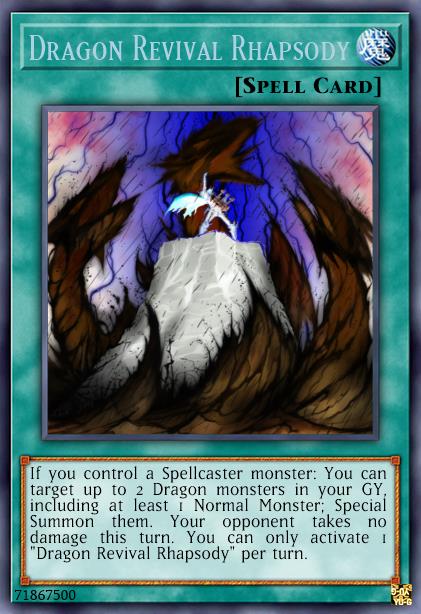 Dragon Revival Rhapsody 魔
[Spell Card]
If you control a Spellcaster monster: You can
target up to 2 Dragon monsters in your GY,
including at least 1 Normal Monster; Special
Summon them. Your opponent takes no
damage this turn. You can only activate 1
"Dragon Revival Rhapsody" per turn.
71867500